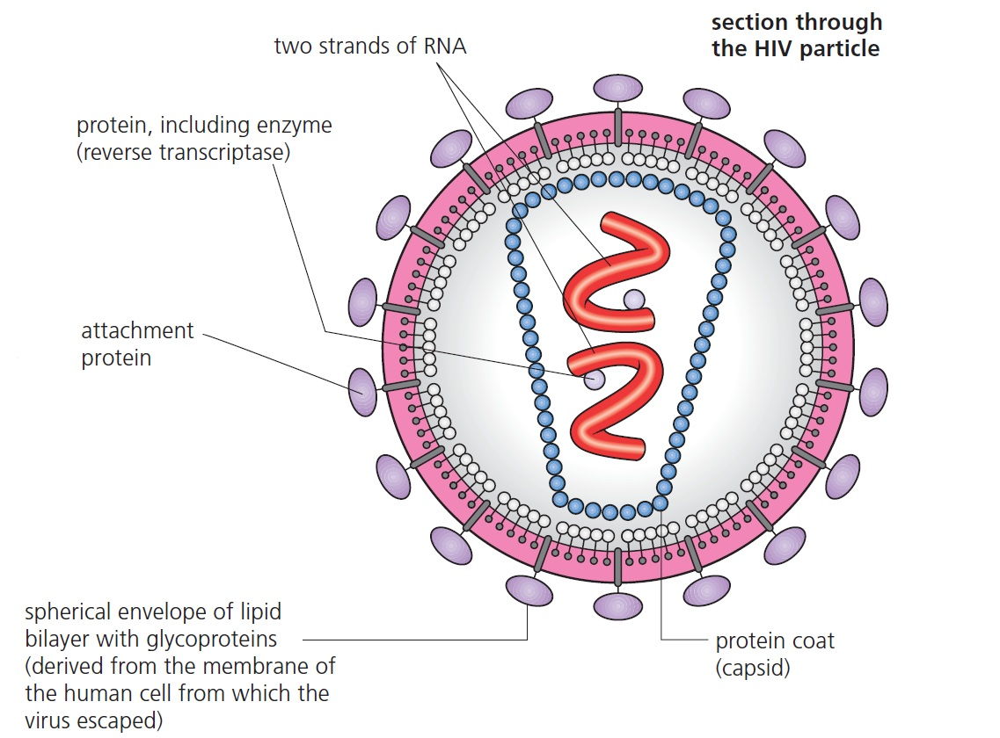 section through
the HIV particle
two strands of RNA
protein, including enzyme
(reverse transcriptase)
attachment
protein
spherical envelope of lipid
bilayer with glycoproteins
(derived from the membrane of
the human cell from which the
virus escaped)
protein coat
(capsid)